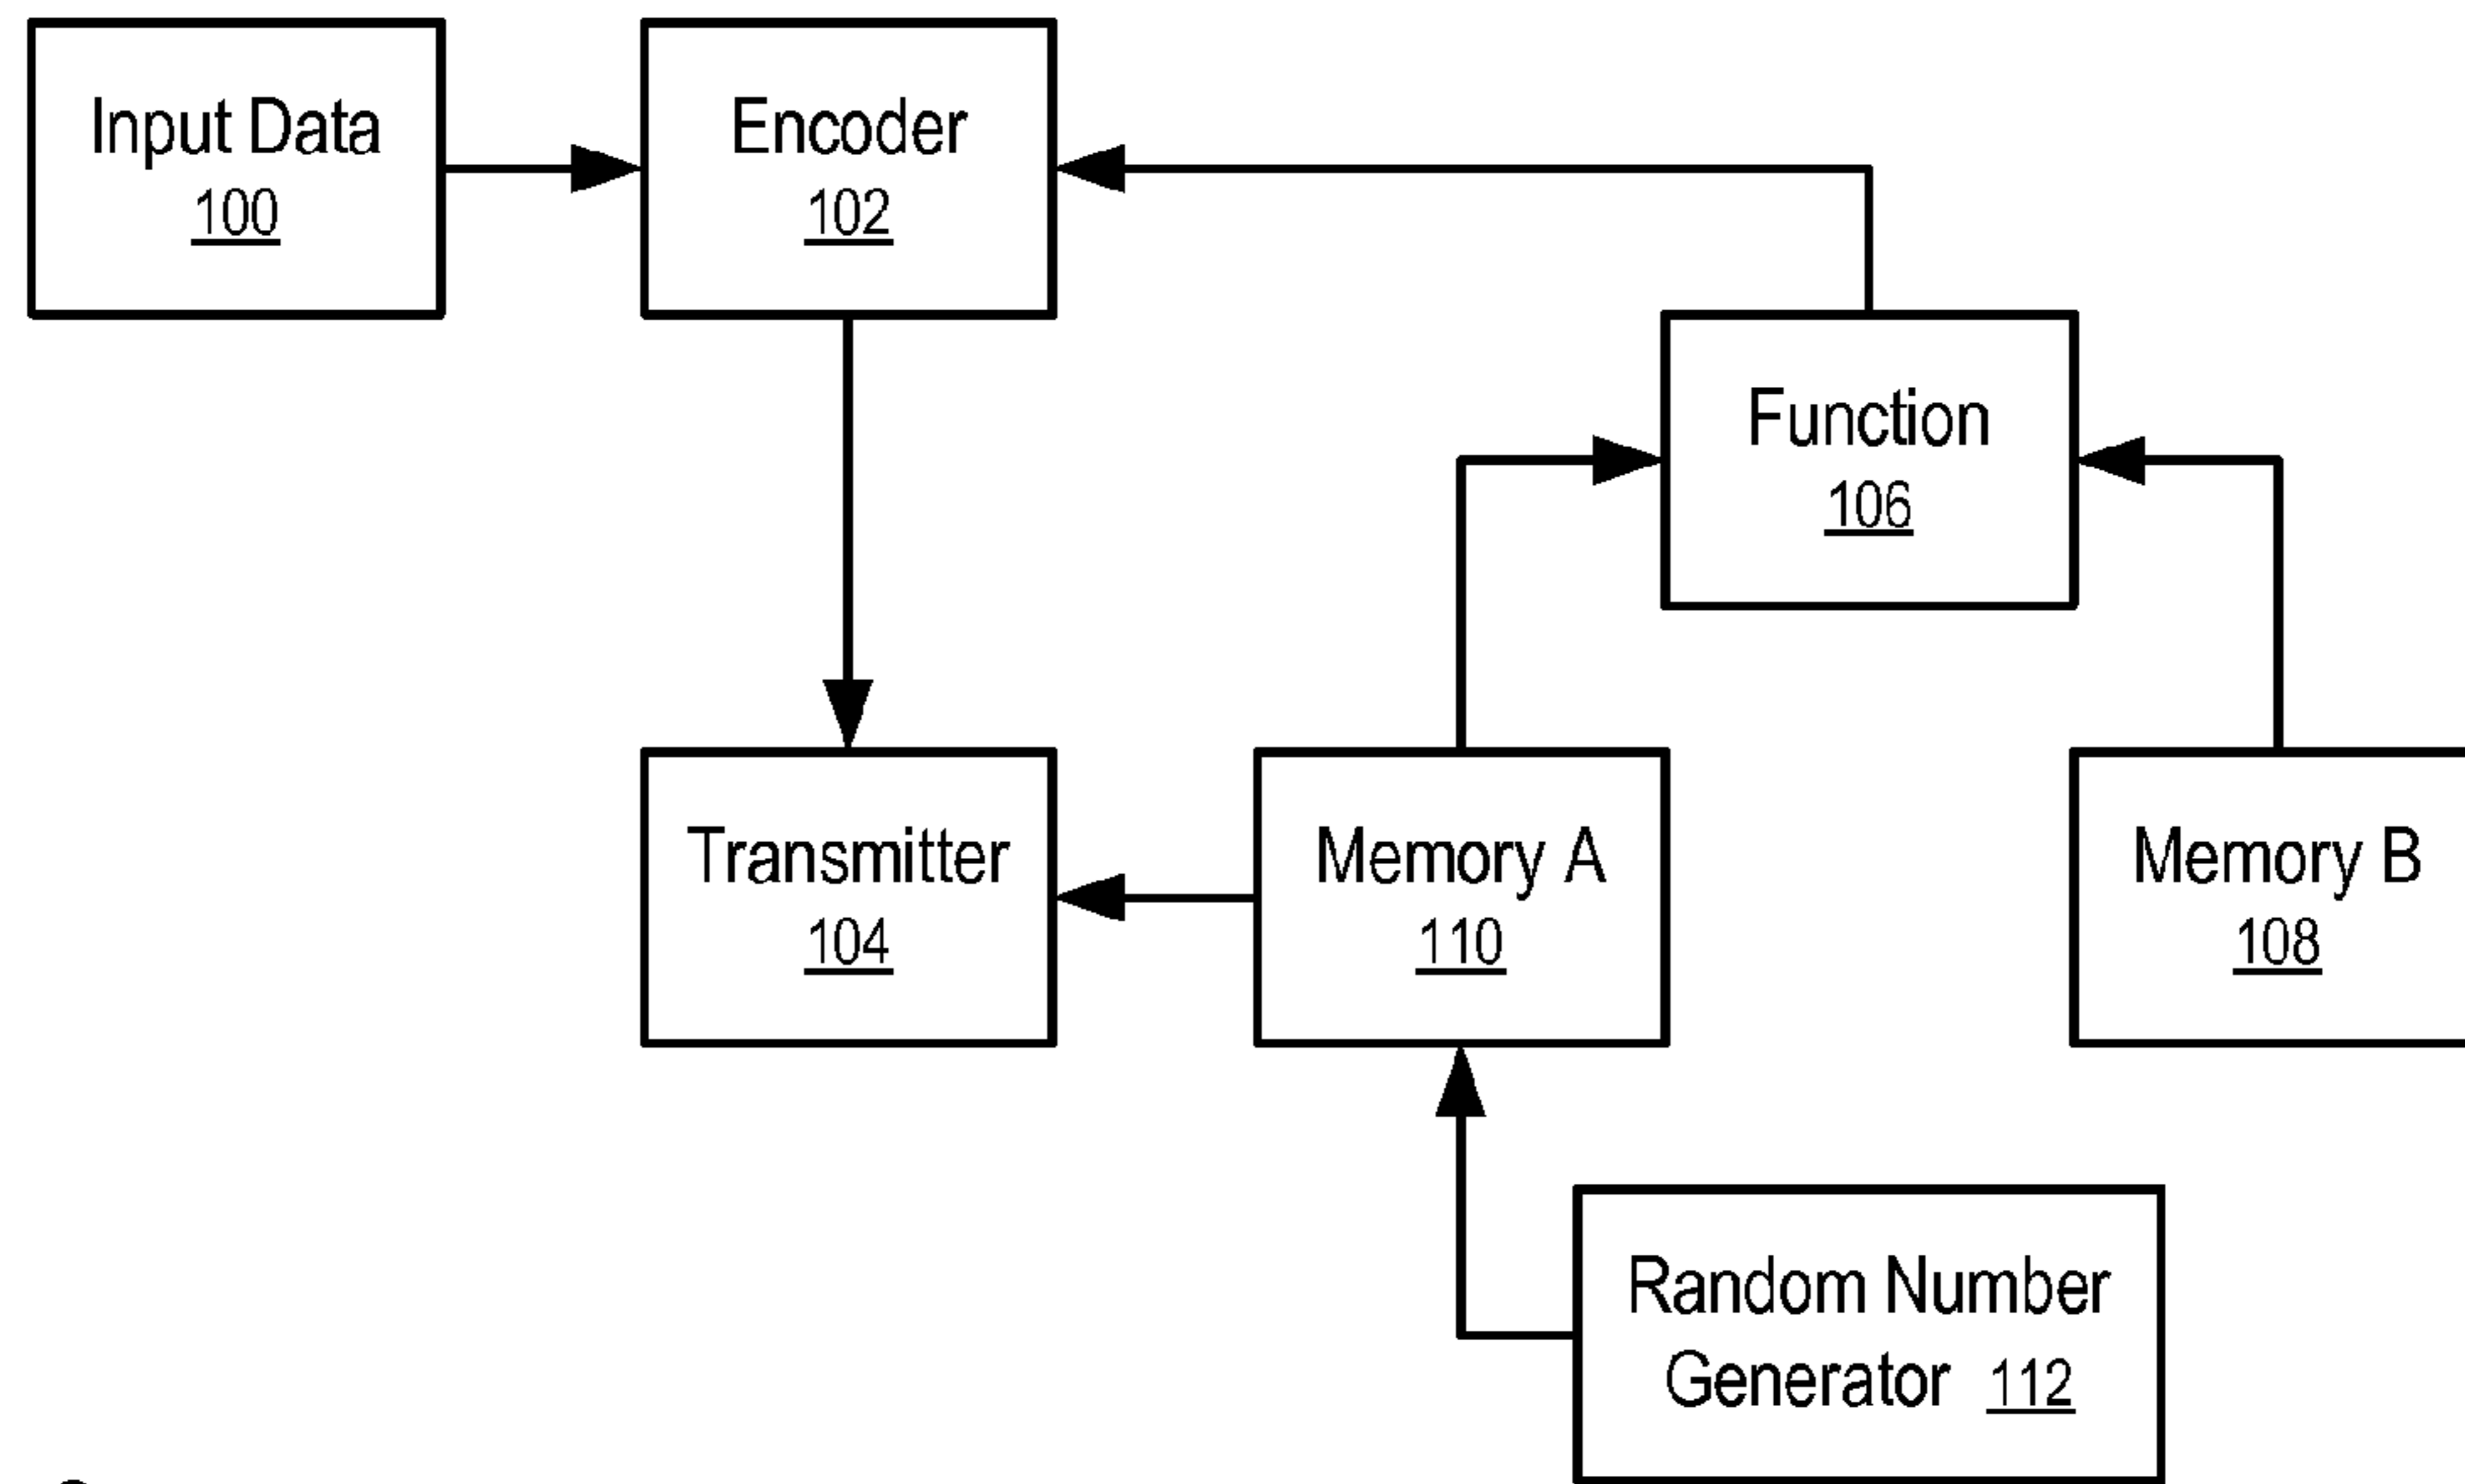 Input Data
100
Encoder
102
Function
106
Transmitter
104
Memory A
110
Memory B
108
Random Number
Generator 112